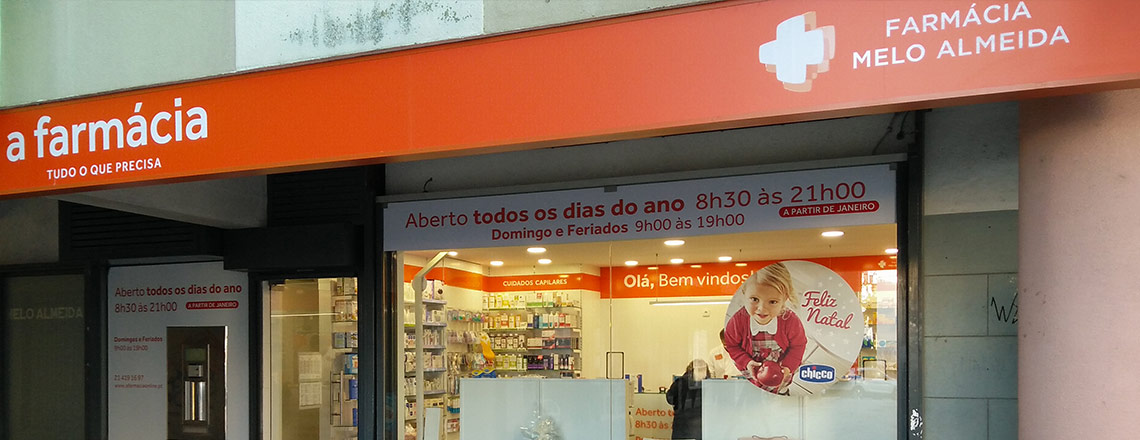 FARMÁCIA
MELO ALMEIDA
a farmácia
TUDO O QUE PRECISA
Aberto todos os dias do ano 8h30 às 21h00
A PARTIR DE JANEIRO
Domingo e Feriados 9h00 às 19h00
CUIDADOS CAPILARES
Olá, Bem vindos!
Feliz
Natal
chicco
MELO ALMEIDA
Aberto todos os dias do ano
8h30 às 21h00 A PARTIR DE JANEIRO
Domingos e Feriados
9h00 às 19h00
Aberto
8h30 às